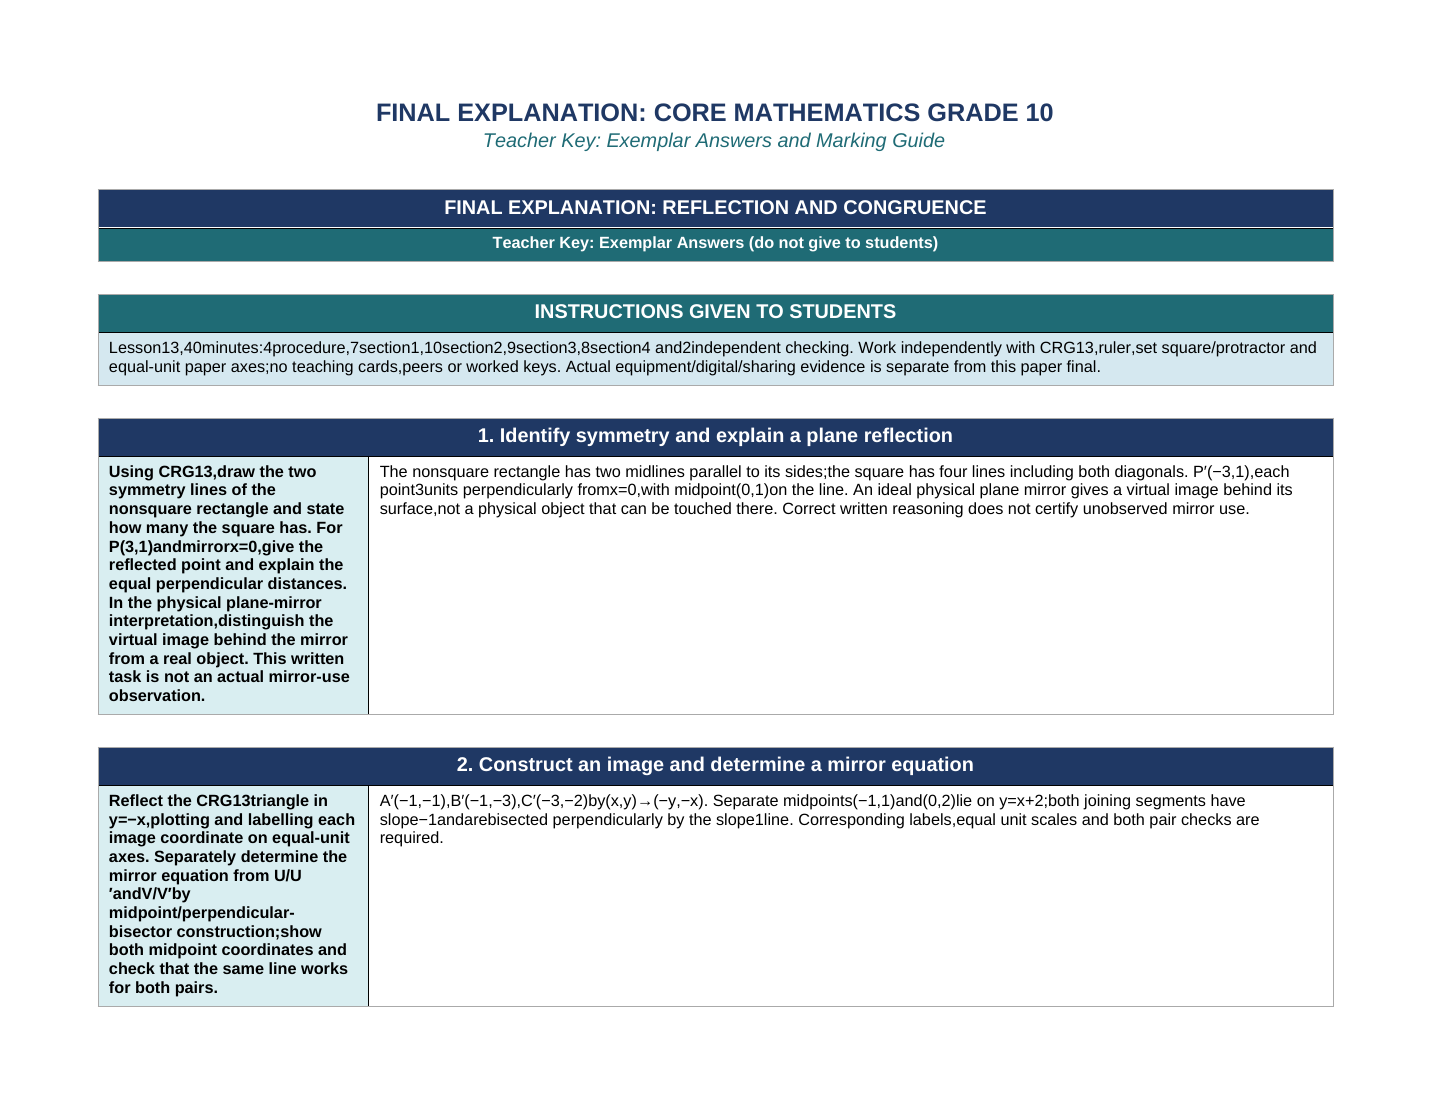 FINAL EXPLANATION: CORE MATHEMATICS GRADE 10
Teacher Key: Exemplar Answers and Marking Guide
FINAL EXPLANATION: REFLECTION AND CONGRUENCE
Teacher Key: Exemplar Answers (do not give to students)
INSTRUCTIONS GIVEN TO STUDENTS
Lesson13,40minutes:4procedure,7section1,10section2,9section3,8section4 and2independent checking. Work independently with CRG13,ruler,set square/protractor and
equal-unit paper axes;no teaching cards,peers or worked keys. Actual equipment/digital/sharing evidence is separate from this paper final.
1. Identify symmetry and explain a plane reflection
Using CRG13,draw the two
symmetry lines of the
nonsquare rectangle and state
how many the square has. For
P(3,1)andmirrorx=0,give the
reflected point and explain the
equal perpendicular distances.
In the physical plane-mirror
interpretation,distinguish the
virtual image behind the mirror
from a real object. This written
task is not an actual mirror-use
observation.
The nonsquare rectangle has two midlines parallel to its sides;the square has four lines including both diagonals. P′(−3,1),each
point3units perpendicularly fromx=0,with midpoint(0,1)on the line. An ideal physical plane mirror gives a virtual image behind its
surface,not a physical object that can be touched there. Correct written reasoning does not certify unobserved mirror use.
2. Construct an image and determine a mirror equation
Reflect the CRG13triangle in
y=−x,plotting and labelling each
image coordinate on equal-unit
axes. Separately determine the
mirror equation from U/U
′andV/V′by
midpoint/perpendicular-
bisector construction;show
both midpoint coordinates and
check that the same line works
for both pairs.
A′(−1,−1),B′(−1,−3),C′(−3,−2)by(x,y)→(−y,−x). Separate midpoints(−1,1)and(0,2)lie on y=x+2;both joining segments have
slope−1andarebisected perpendicularly by the slope1line. Corresponding labels,equal unit scales and both pair checks are
required.